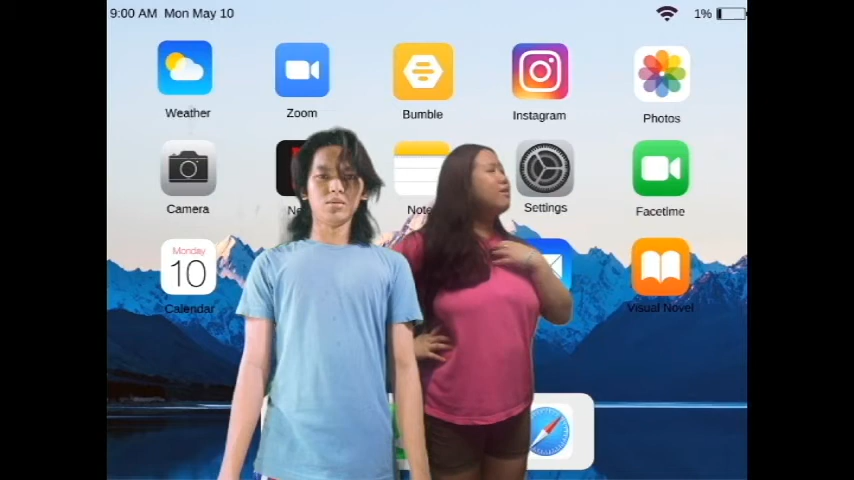 9:00 AM Mon May 10
1%
Weather
Zoom
Bumble
Instagram
Photos
Camera
Settings
Facetime
Monday
10
Calendar
Visual Novel